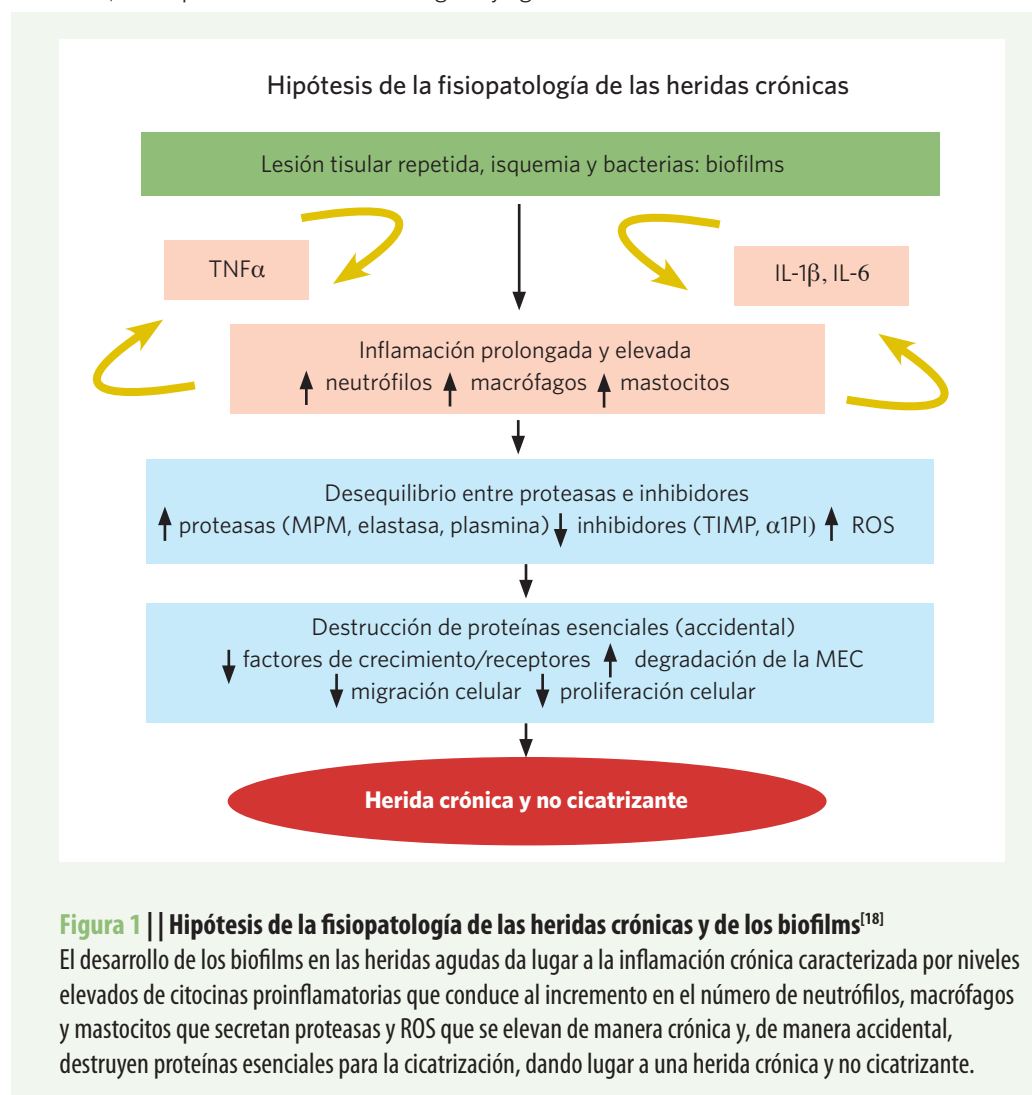 Hipótesis de la fisiopatología de las heridas crónicas
Lesión tisular repetida, isquemia y bacterias: biofilms
TNFα
IL-1β, IL-6
Inflamación prolongada y elevada
neutrófilos macrófagos mastocitos
Desequilibrio entre proteasas e inhibidores
proteasas (MPM, elastasa, plasmina) inhibidores (TIMP, α1PI) ROS
Destrucción de proteínas esenciales (accidental)
factores de crecimiento/receptores degradación de la MEC
migración celular proliferación celular
Herida crónica y no cicatrizante
Figura 1 || Hipótesis de la fisiopatología de las heridas crónicas y de los biofilms[18]
El desarrollo de los biofilms en las heridas agudas da lugar a la inflamación crónica caracterizada por niveles
elevados de citocinas proinflamatorias que conduce al incremento en el número de neutrófilos, macrófagos
y mastocitos que secretan proteasas y ROS que se elevan de manera crónica y, de manera accidental,
destruyen proteínas esenciales para la cicatrización, dando lugar a una herida crónica y no cicatrizante.